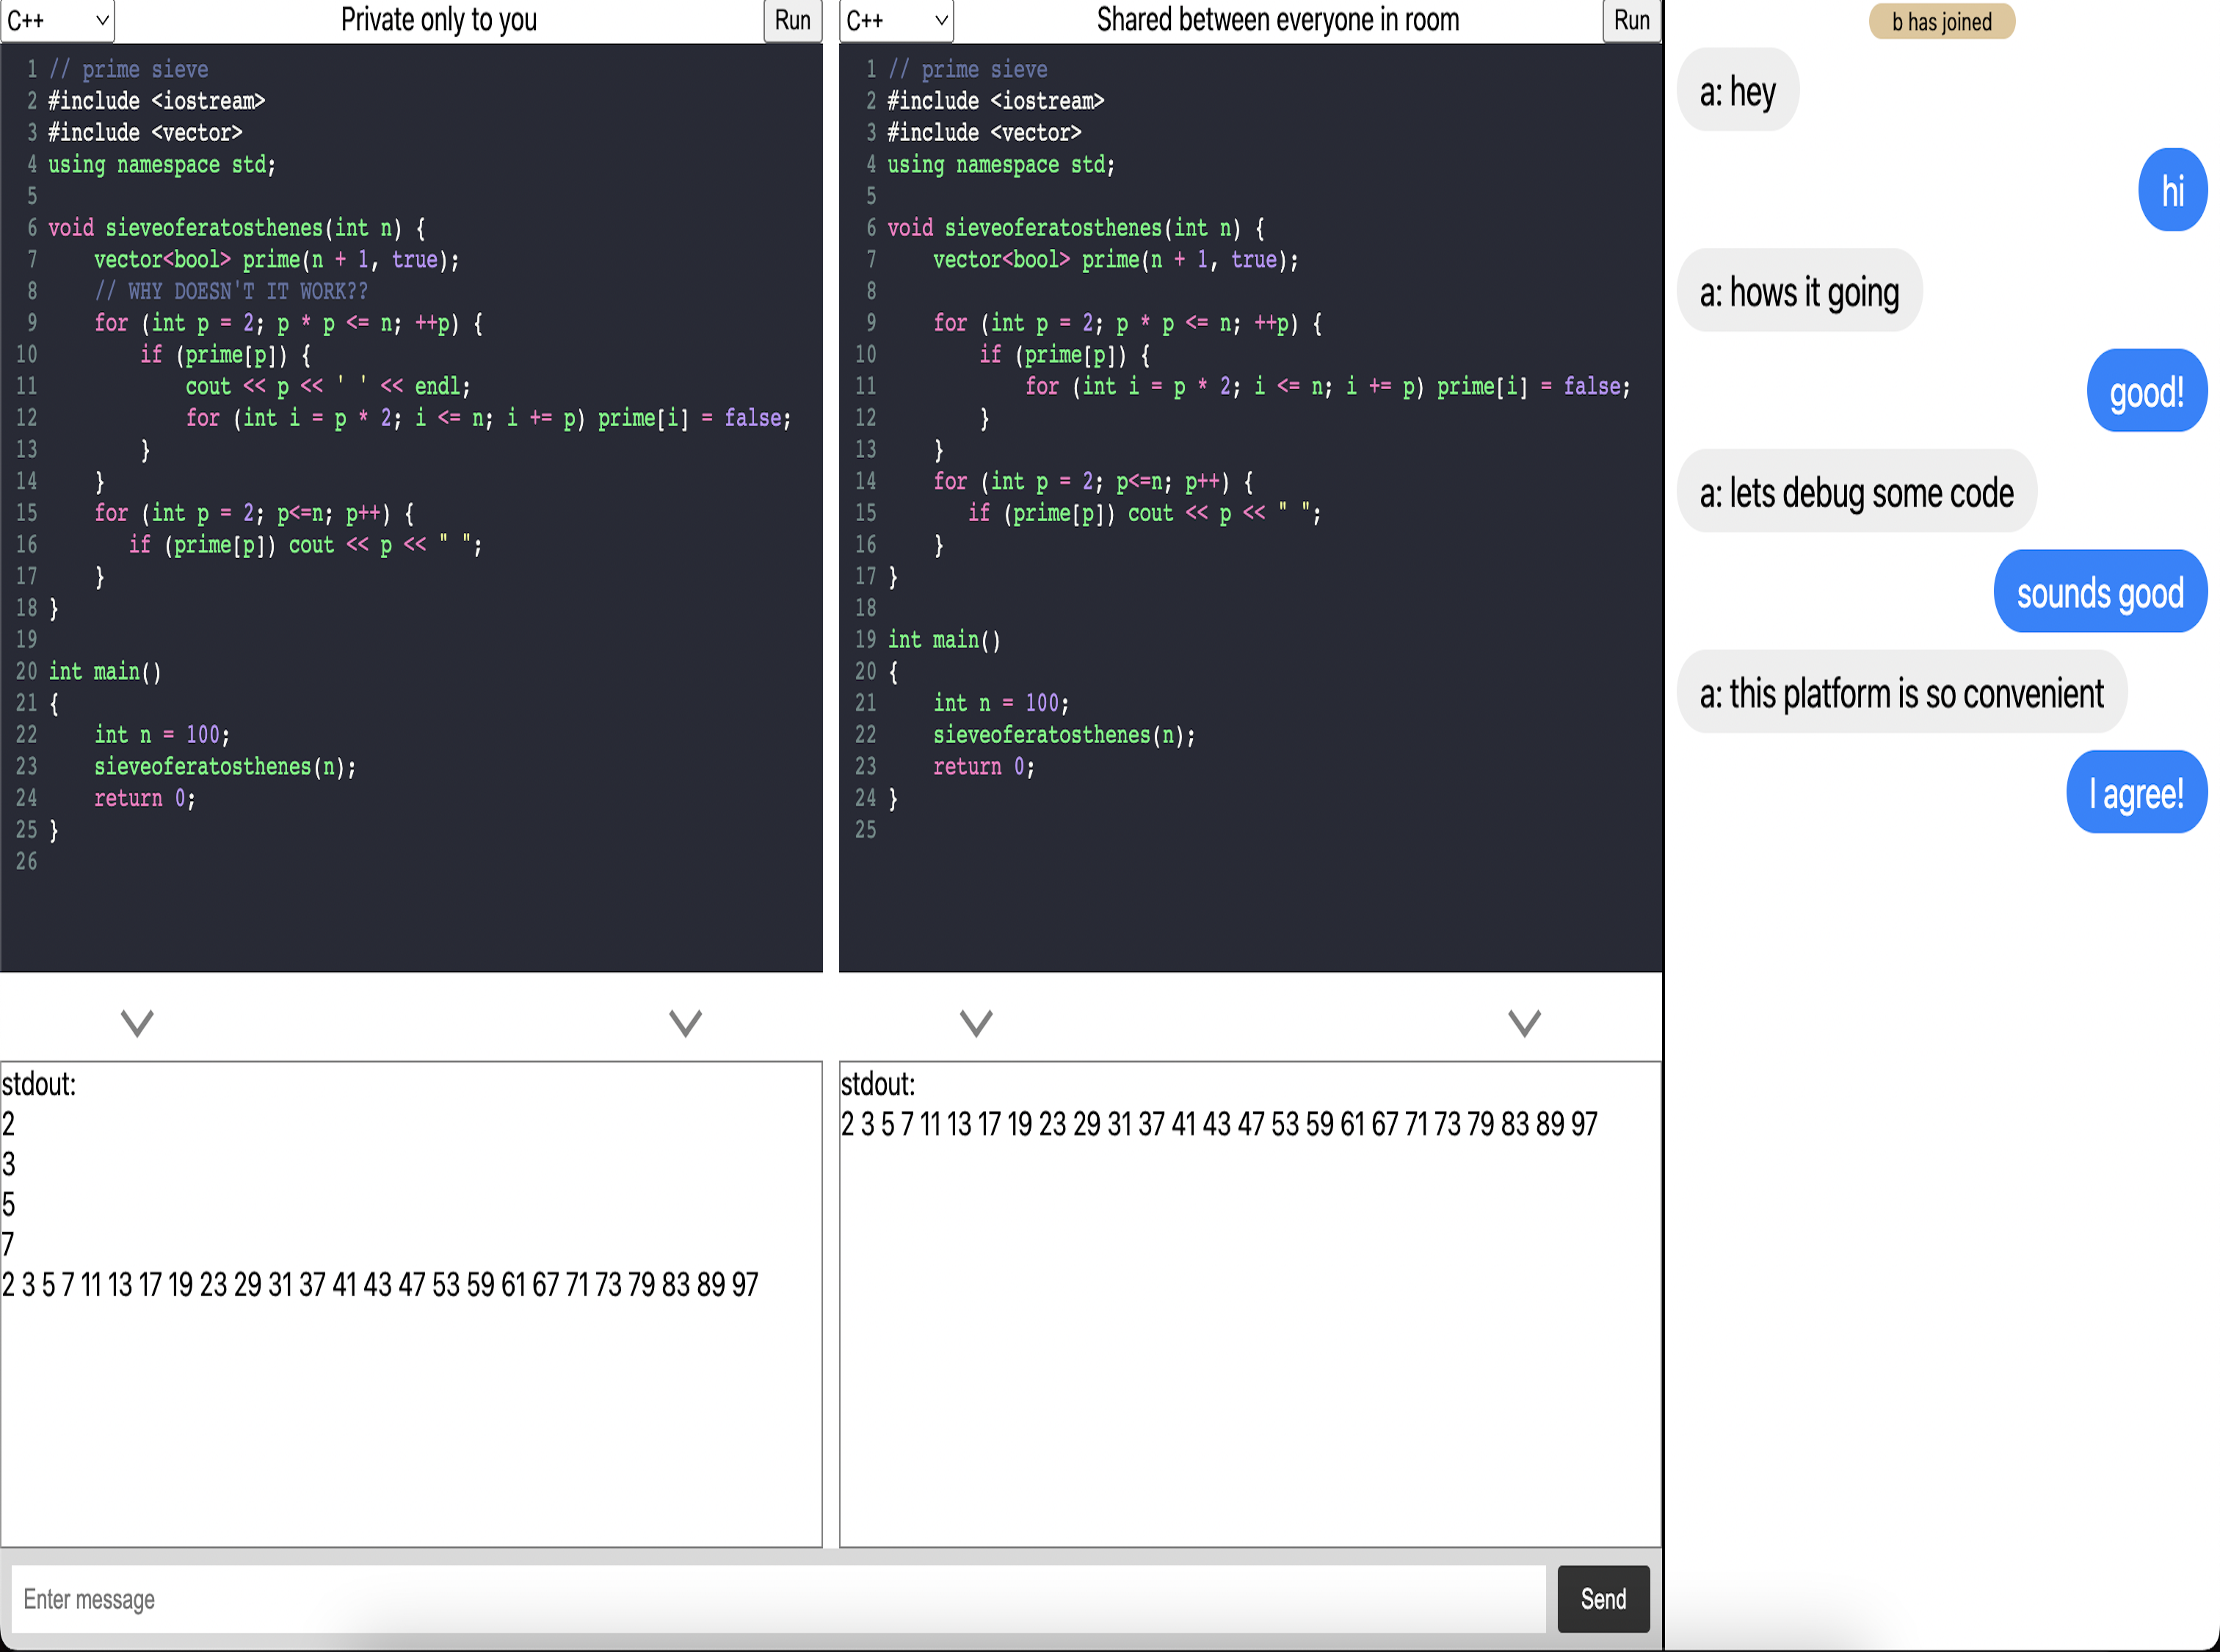 C++ Private only to you Run
1 // prime sieve
2 #include <iostream>
3 #include <vector>
4 using namespace std;
5
6 void sieveoferatosthenes(int n) {
7     vector<bool> prime(n + 1, true);
8     // WHY DOESN'T IT WORK??
9     for (int p = 2; p * p <= n; ++p) {
10         if (prime[p]) {
11             cout << p << ' ' << endl;
12             for (int i = p * 2; i <= n; i += p) prime[i] = false;
13         }
14     }
15     for (int p = 2; p<=n; p++) {
16        if (prime[p]) cout << p << " ";
17     }
18 }
19
20 int main()
21 {
22     int n = 100;
23     sieveoferatosthenes(n);
24     return 0;
25 }
26
stdout:
2
3
5
7
2 3 5 7 11 13 17 19 23 29 31 37 41 43 47 53 59 61 67 71 73 79 83 89 97
C++ Shared between everyone in room Run
1 // prime sieve
2 #include <iostream>
3 #include <vector>
4 using namespace std;
5
6 void sieveoferatosthenes(int n) {
7     vector<bool> prime(n + 1, true);
8
9     for (int p = 2; p * p <= n; ++p) {
10         if (prime[p]) {
11             for (int i = p * 2; i <= n; i += p) prime[i] = false;
12         }
13     }
14     for (int p = 2; p<=n; p++) {
15        if (prime[p]) cout << p << " ";
16     }
17 }
18
19 int main()
20 {
21     int n = 100;
22     sieveoferatosthenes(n);
23     return 0;
24 }
25
stdout:
2 3 5 7 11 13 17 19 23 29 31 37 41 43 47 53 59 61 67 71 73 79 83 89 97
Enter message
Send
b has joined
a: hey
hi
a: hows it going
good!
a: lets debug some code
sounds good
a: this platform is so convenient
I agree!